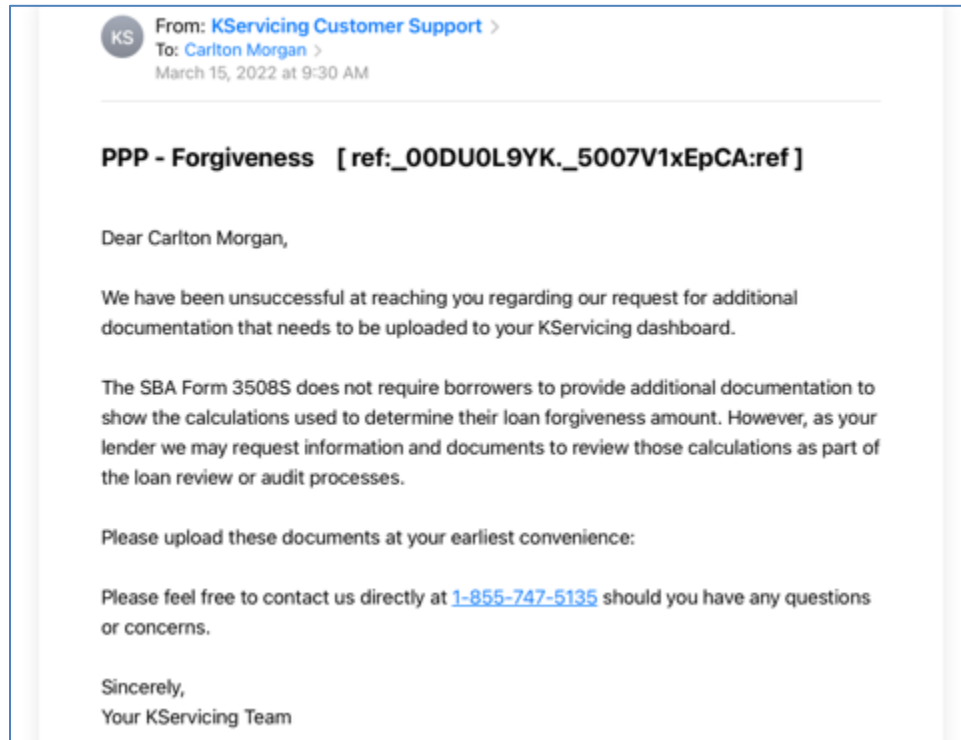 KS
From: KServicing Customer Support >
To: Carlton Morgan >
March 15, 2022 at 9:30 AM
PPP - Forgiveness [ ref:_00DU0L9YK._5007V1xEpCA:ref ]
Dear Carlton Morgan,
We have been unsuccessful at reaching you regarding our request for additional
documentation that needs to be uploaded to your KServicing dashboard.
The SBA Form 3508S does not require borrowers to provide additional documentation to
show the calculations used to determine their loan forgiveness amount. However, as your
lender we may request information and documents to review those calculations as part of
the loan review or audit processes.
Please upload these documents at your earliest convenience:
Please feel free to contact us directly at 1-855-747-5135 should you have any questions
or concerns.
Sincerely,
Your KServicing Team